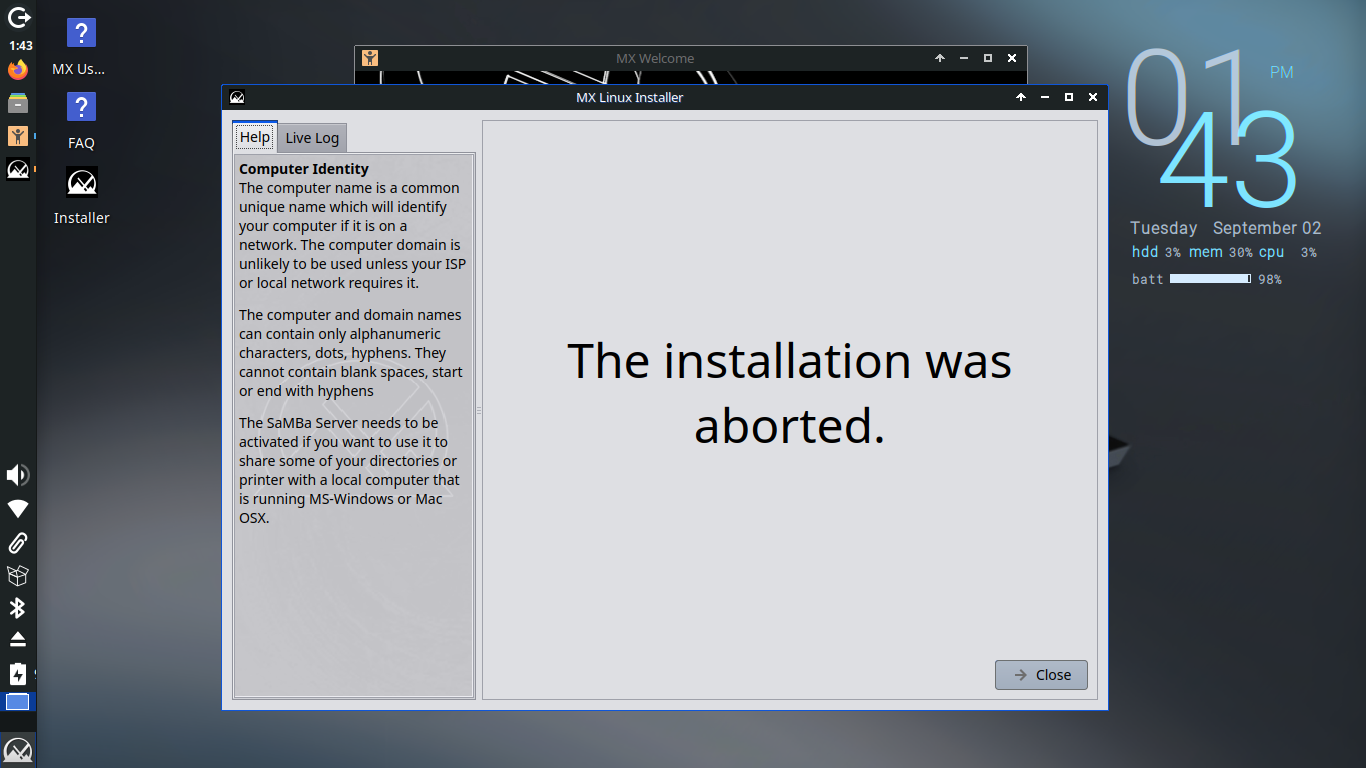 1:43
MX Us...
FAQ
Installer
MX Welcome
MX Linux Installer
Help
Live Log
Computer Identity
The computer name is a common
unique name which will identify
your computer if it is on a
network. The computer domain is
unlikely to be used unless your ISP
or local network requires it.
The computer and domain names
can contain only alphanumeric
characters, dots, hyphens. They
cannot contain blank spaces, start
or end with hyphens
The SaMBa Server needs to be
activated if you want to use it to
share some of your directories or
printer with a local computer that
is running MS-Windows or Mac
OSX.
The installation was
aborted.
Close
01 PM
43
Tuesday September 02
hdd 3% mem 30% cpu 3%
batt 98%